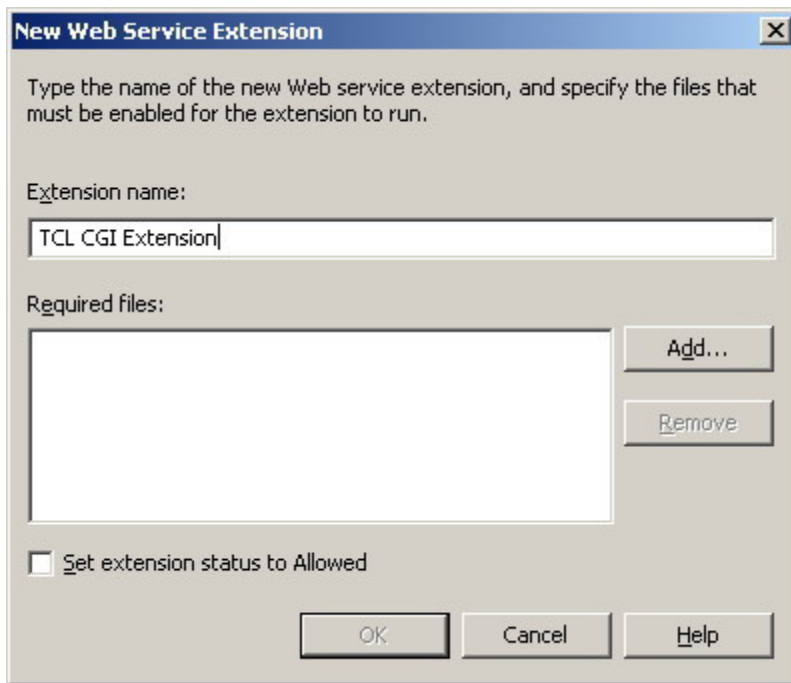 New Web Service Extension
Type the name of the new Web service extension, and specify the files that
must be enabled for the extension to run.
Extension name:
TCL CGI Extension
Required files:
Add...
Remove
Set extension status to Allowed
OK
Cancel
Help